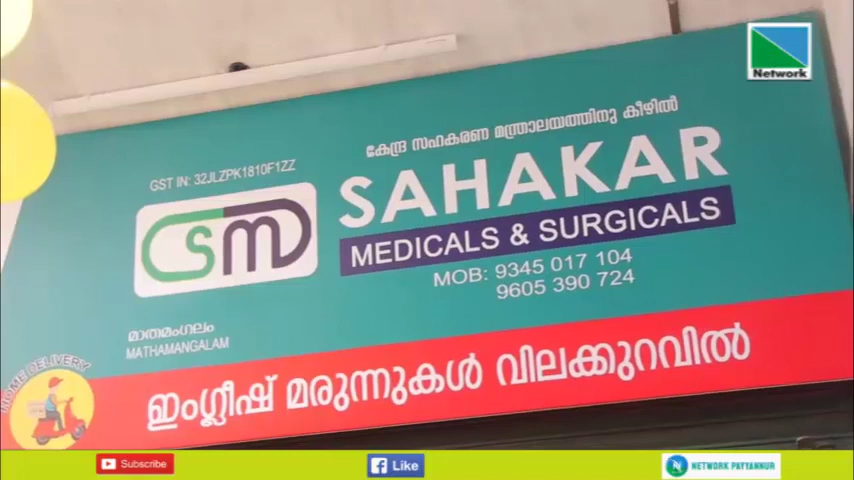 Network
കേന്ദ്ര സഹകരണ മന്ത്രാലയത്തിനു കീഴിൽ
GST IN: 32JLZPK1810F1ZZ
SAHAKAR
sm
MEDICALS & SURGICALS
MOB: 9345 017 104
9605 390 724
മാതമംഗലം
MATHAMANGALAM
HOME DELIVERY
ഇംഗ്ലീഷ് മരുന്നുകൾ വിലക്കുറവിൽ
Subscribe
f Like
N NETWORK PAYYANNUR